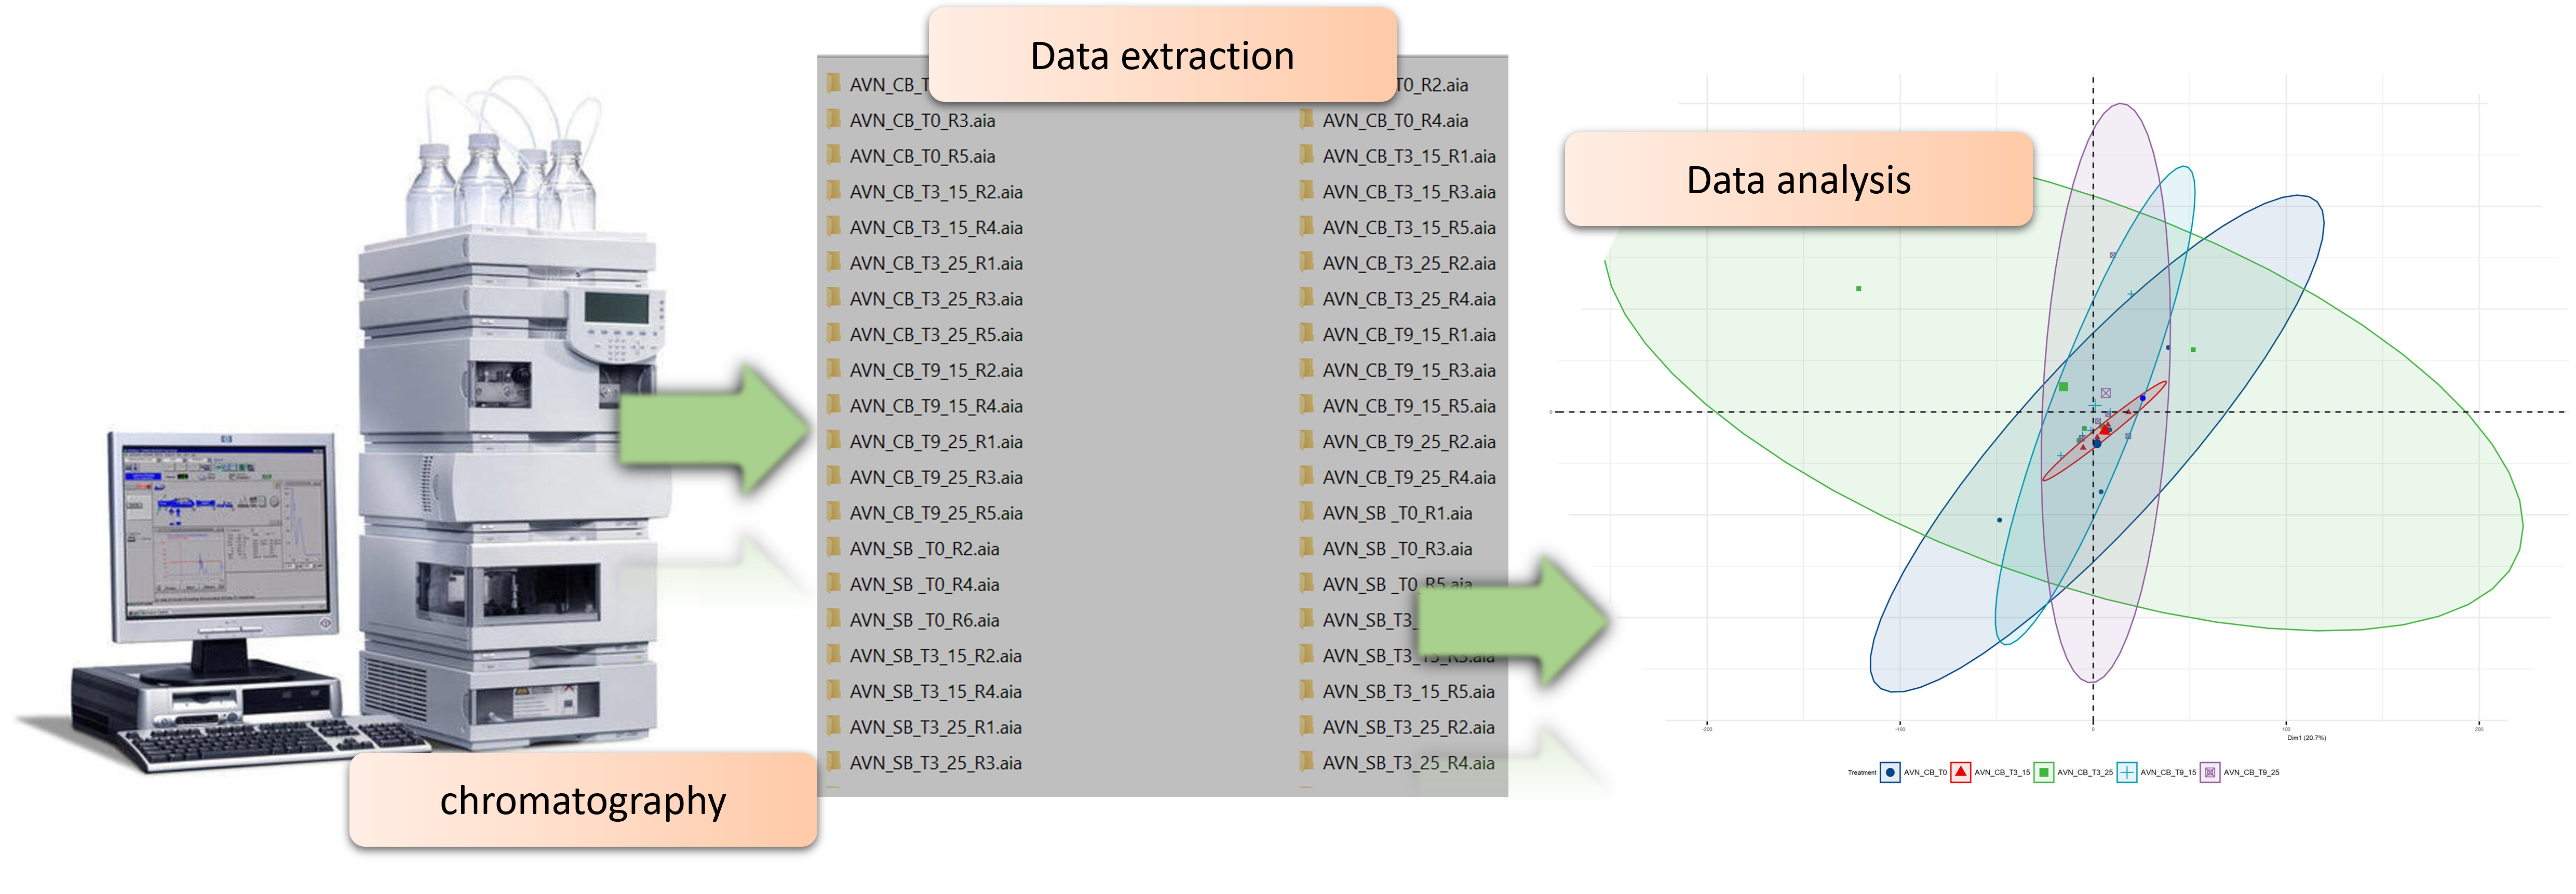 Data extraction
AVN_CB_T T0_R2.aia
AVN_CB_T0_R3.aia AVN_CB_T0_R4.aia
AVN_CB_T0_R5.aia AVN_CB_T3_15_R1.aia
AVN_CB_T3_15_R2.aia AVN_CB_T3_15_R3.aia
AVN_CB_T3_15_R4.aia AVN_CB_T3_15_R5.aia
AVN_CB_T3_25_R1.aia AVN_CB_T3_25_R2.aia
AVN_CB_T3_25_R3.aia AVN_CB_T3_25_R4.aia
AVN_CB_T3_25_R5.aia AVN_CB_T9_15_R1.aia
AVN_CB_T9_15_R2.aia AVN_CB_T9_15_R3.aia
AVN_CB_T9_15_R4.aia AVN_CB_T9_15_R5.aia
AVN_CB_T9_25_R1.aia AVN_CB_T9_25_R2.aia
AVN_CB_T9_25_R3.aia AVN_CB_T9_25_R4.aia
AVN_CB_T9_25_R5.aia AVN_SB _T0_R1.aia
AVN_SB _T0_R2.aia AVN_SB _T0_R3.aia
AVN_SB _T0_R4.aia AVN_SB _T0_R5.aia
AVN_SB _T0_R6.aia AVN_SB_T3_
AVN_SB_T3_15_R2.aia AVN_SB_T3_15_R3.aia
AVN_SB_T3_15_R4.aia AVN_SB_T3_15_R5.aia
AVN_SB_T3_25_R1.aia AVN_SB_T3_25_R2.aia
AVN_SB_T3_25_R3.aia AVN_SB_T3_25_R4.aia
chromatography
Data analysis
0
-200 -100 0 100 200
Dim1 (20.7%)
Treatment AVN_CB_T0 AVN_CB_T3_15 AVN_CB_T3_25 AVN_CB_T9_15 AVN_CB_T9_25